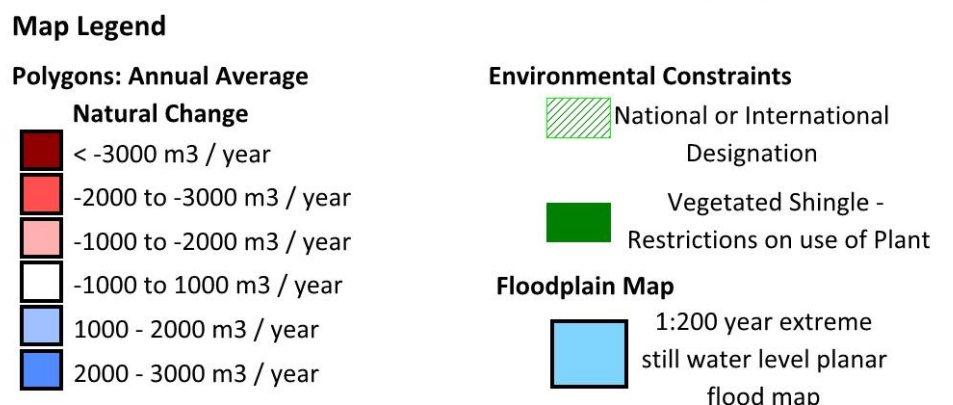 Map Legend
Polygons: Annual Average
Natural Change
< -3000 m3 / year
-2000 to -3000 m3 / year
-1000 to -2000 m3 / year
-1000 to 1000 m3 / year
1000 - 2000 m3 / year
2000 - 3000 m3 / year
Environmental Constraints
National or International
Designation
Vegetated Shingle -
Restrictions on use of Plant
Floodplain Map
1:200 year extreme
still water level planar
flood map